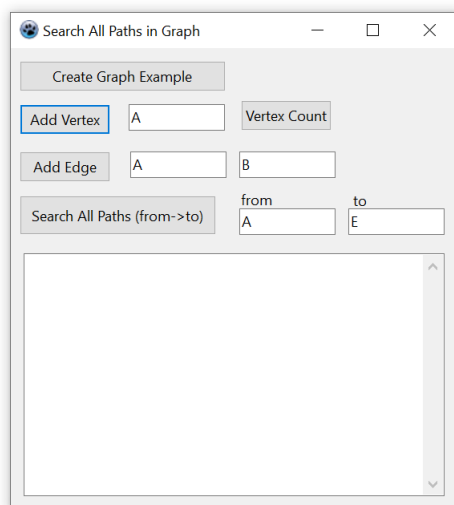 Search All Paths in Graph
Create Graph Example
Add Vertex A Vertex Count
Add Edge A B
from to
Search All Paths (from->to) A E